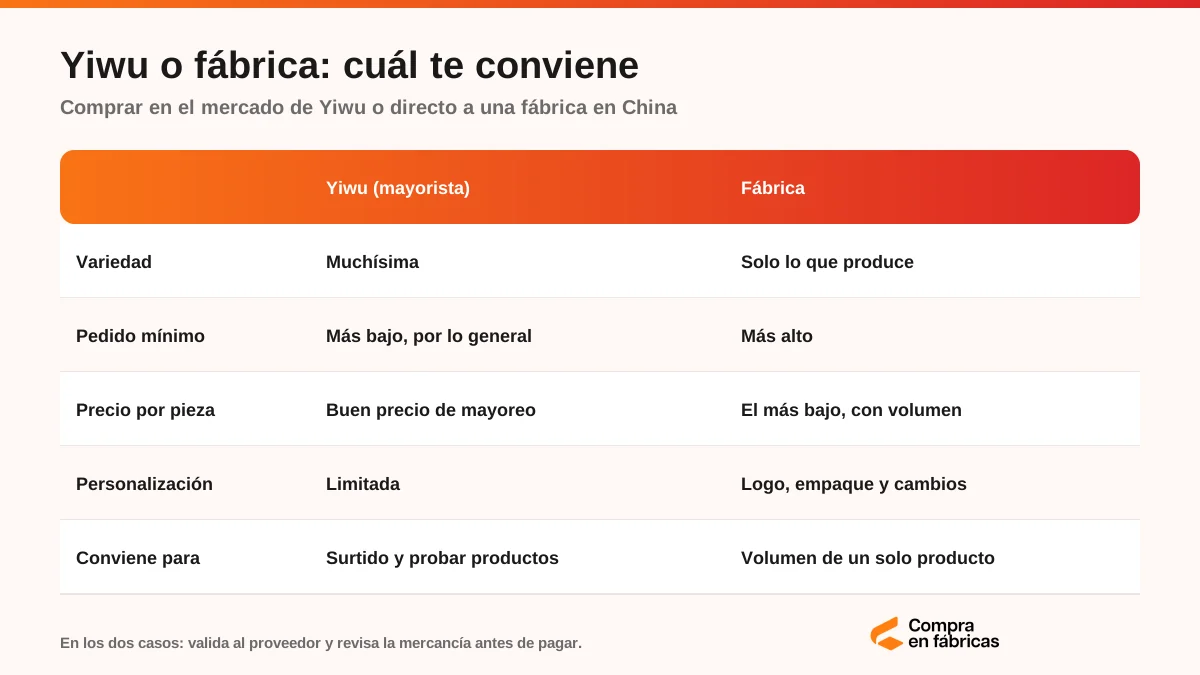 Yiwu o fábrica: cuál te conviene
Comprar en el mercado de Yiwu o directo a una fábrica en China
Yiwu (mayorista) Fábrica
Variedad Muchísima Solo lo que produce
Pedido mínimo Más bajo, por lo general Más alto
Precio por pieza Buen precio de mayoreo El más bajo, con volumen
Personalización Limitada Logo, empaque y cambios
Conviene para Surtido y probar productos Volumen de un solo producto
En los dos casos: valida al proveedor y revisa la mercancía antes de pagar.
Compra
en fábricas